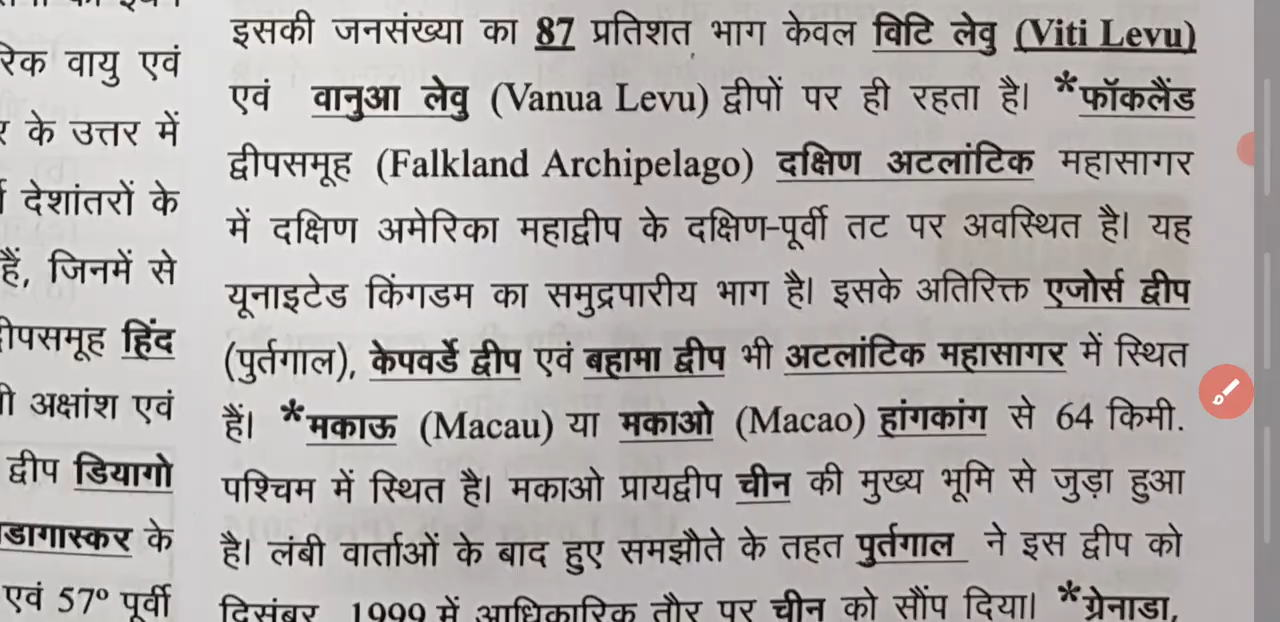 रिक वायु एवं
के उत्तर में
देशांतरों के
हैं, जिनमें से
द्वीपसमूह हिंद
अक्षांश एवं
द्वीप डियागो
डागास्कर के
एवं 57° पूर्वी
इसकी जनसंख्या का 87 प्रतिशत भाग केवल विटि लेवु (Viti Levu)
एवं वानुआ लेवु (Vanua Levu) द्वीपों पर ही रहता है। *फॉकलैंड
द्वीपसमूह (Falkland Archipelago) दक्षिण अटलांटिक महासागर
में दक्षिण अमेरिका महाद्वीप के दक्षिण-पूर्वी तट पर अवस्थित है। यह
यूनाइटेड किंगडम का समुद्रपारीय भाग है। इसके अतिरिक्त एजोर्स द्वीप
(पुर्तगाल), केपवर्डे द्वीप एवं बहामा द्वीप भी अटलांटिक महासागर में स्थित
हैं। *मकाऊ (Macau) या मकाओ (Macao) हांगकांग से 64 किमी.
पश्चिम में स्थित है। मकाओ प्रायद्वीप चीन की मुख्य भूमि से जुड़ा हुआ
है। लंबी वार्ताओं के बाद हुए समझौते के तहत पुर्तगाल ने इस द्वीप को
दिसंबर, 1999 में आधिकारिक तौर पर चीन को सौंप दिया। *ग्रेनाडा,